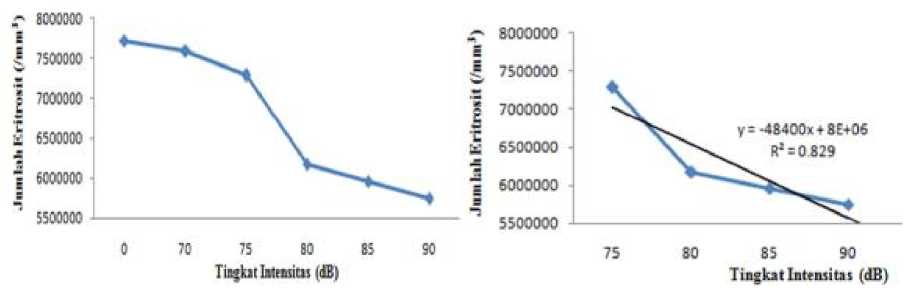 Jumlah Eritrosit (/mm³)
8000000
7500000
7000000
6500000
6000000
5500000
0 70 75 80 85 90
Tingkat Intensitas (dB)
Jumlah Eritrosit (/mm³)
8000000
7500000
7000000
6500000
6000000
5500000
y = -48400x + 8E+06
R² = 0.829
75 80 85 90
Tingkat Intensitas (dB)